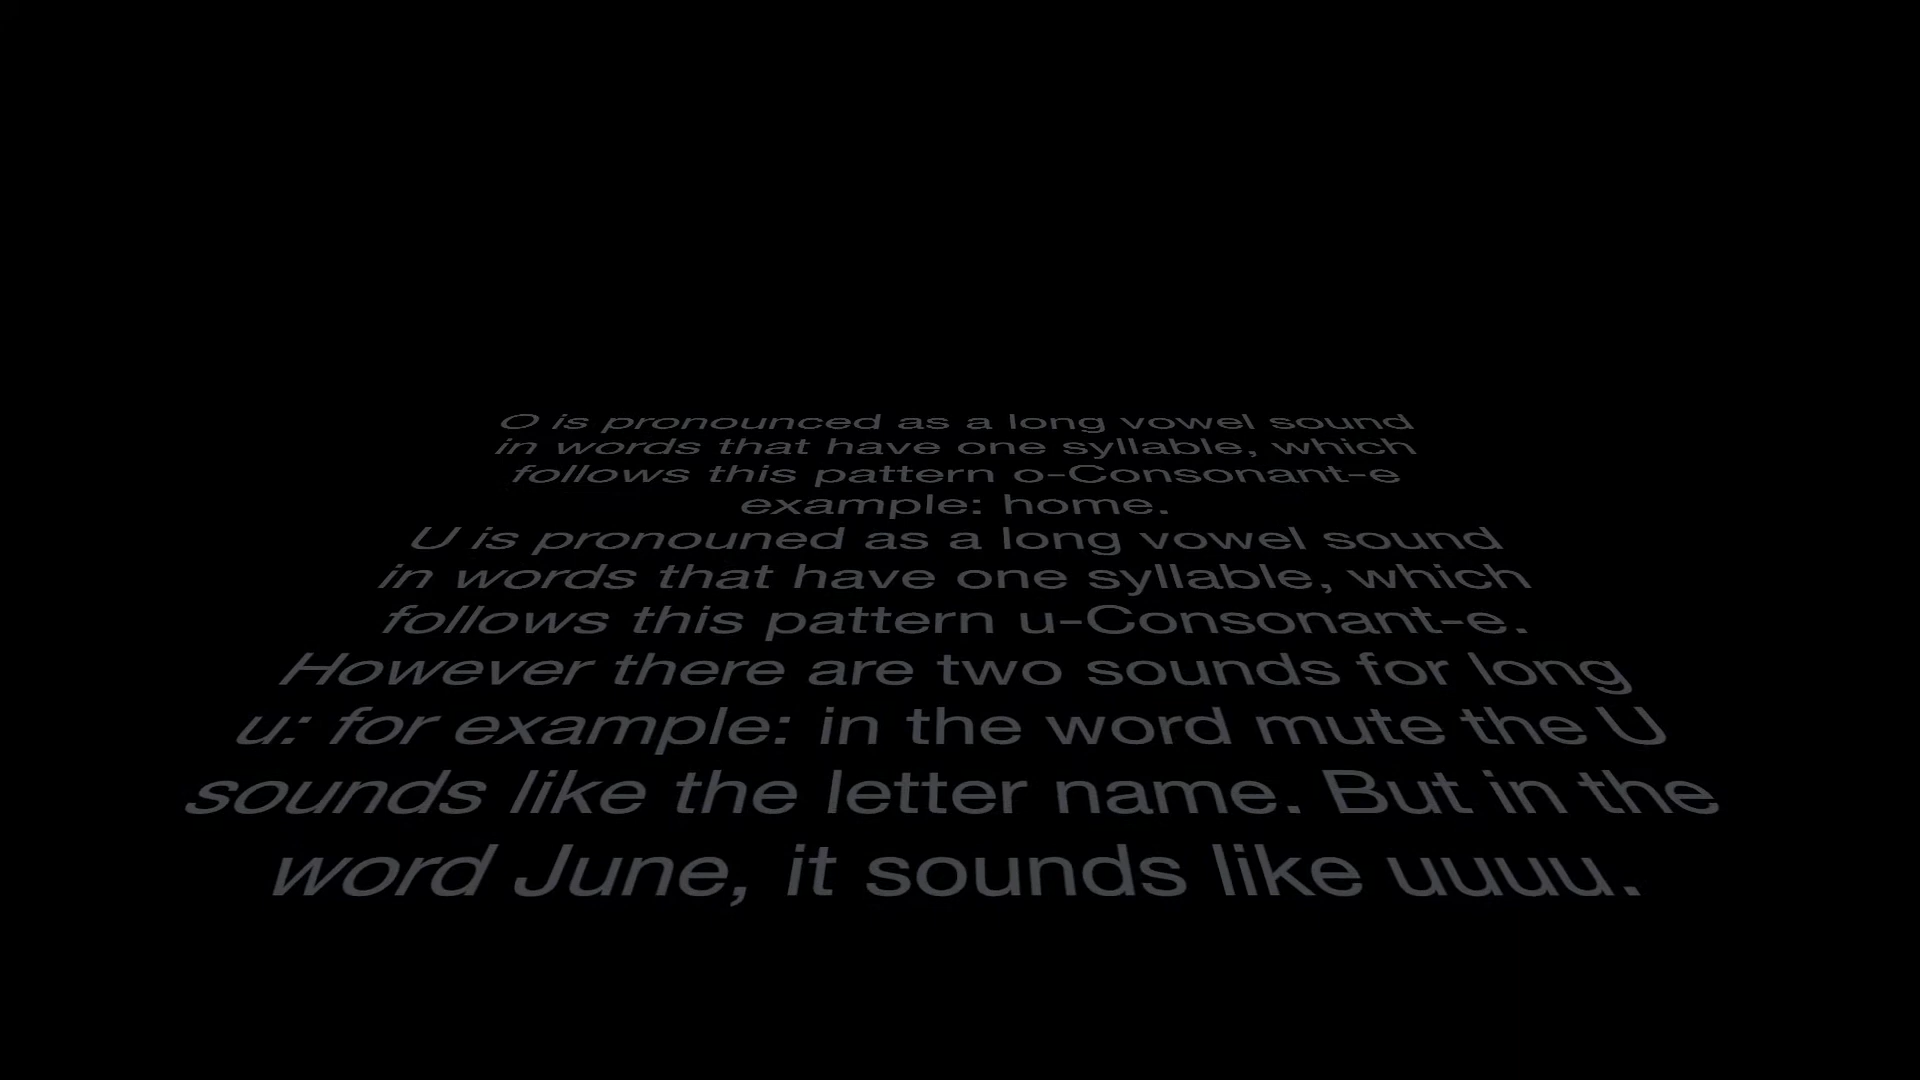 O is pronounced as a long vowel sound
in words that have one syllable, which
follows this pattern o-Consonant-e
example: home.
U is pronouned as a long vowel sound
in words that have one syllable, which
follows this pattern u-Consonant-e.
However there are two sounds for long
u: for example: in the word mute the U
sounds like the letter name. But in the
word June, it sounds like uuuu.